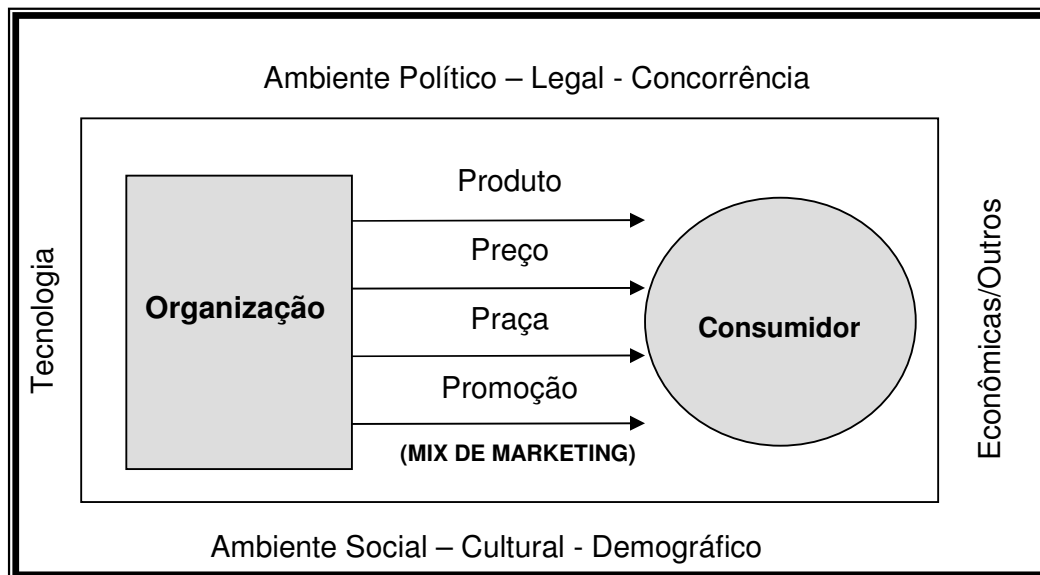 Ambiente Político – Legal - Concorrência
Tecnologia
Organização
Produto
Preço
Praça
Promoção
(MIX DE MARKETING)
Consumidor
Econômicas/Outros
Ambiente Social – Cultural - Demográfico